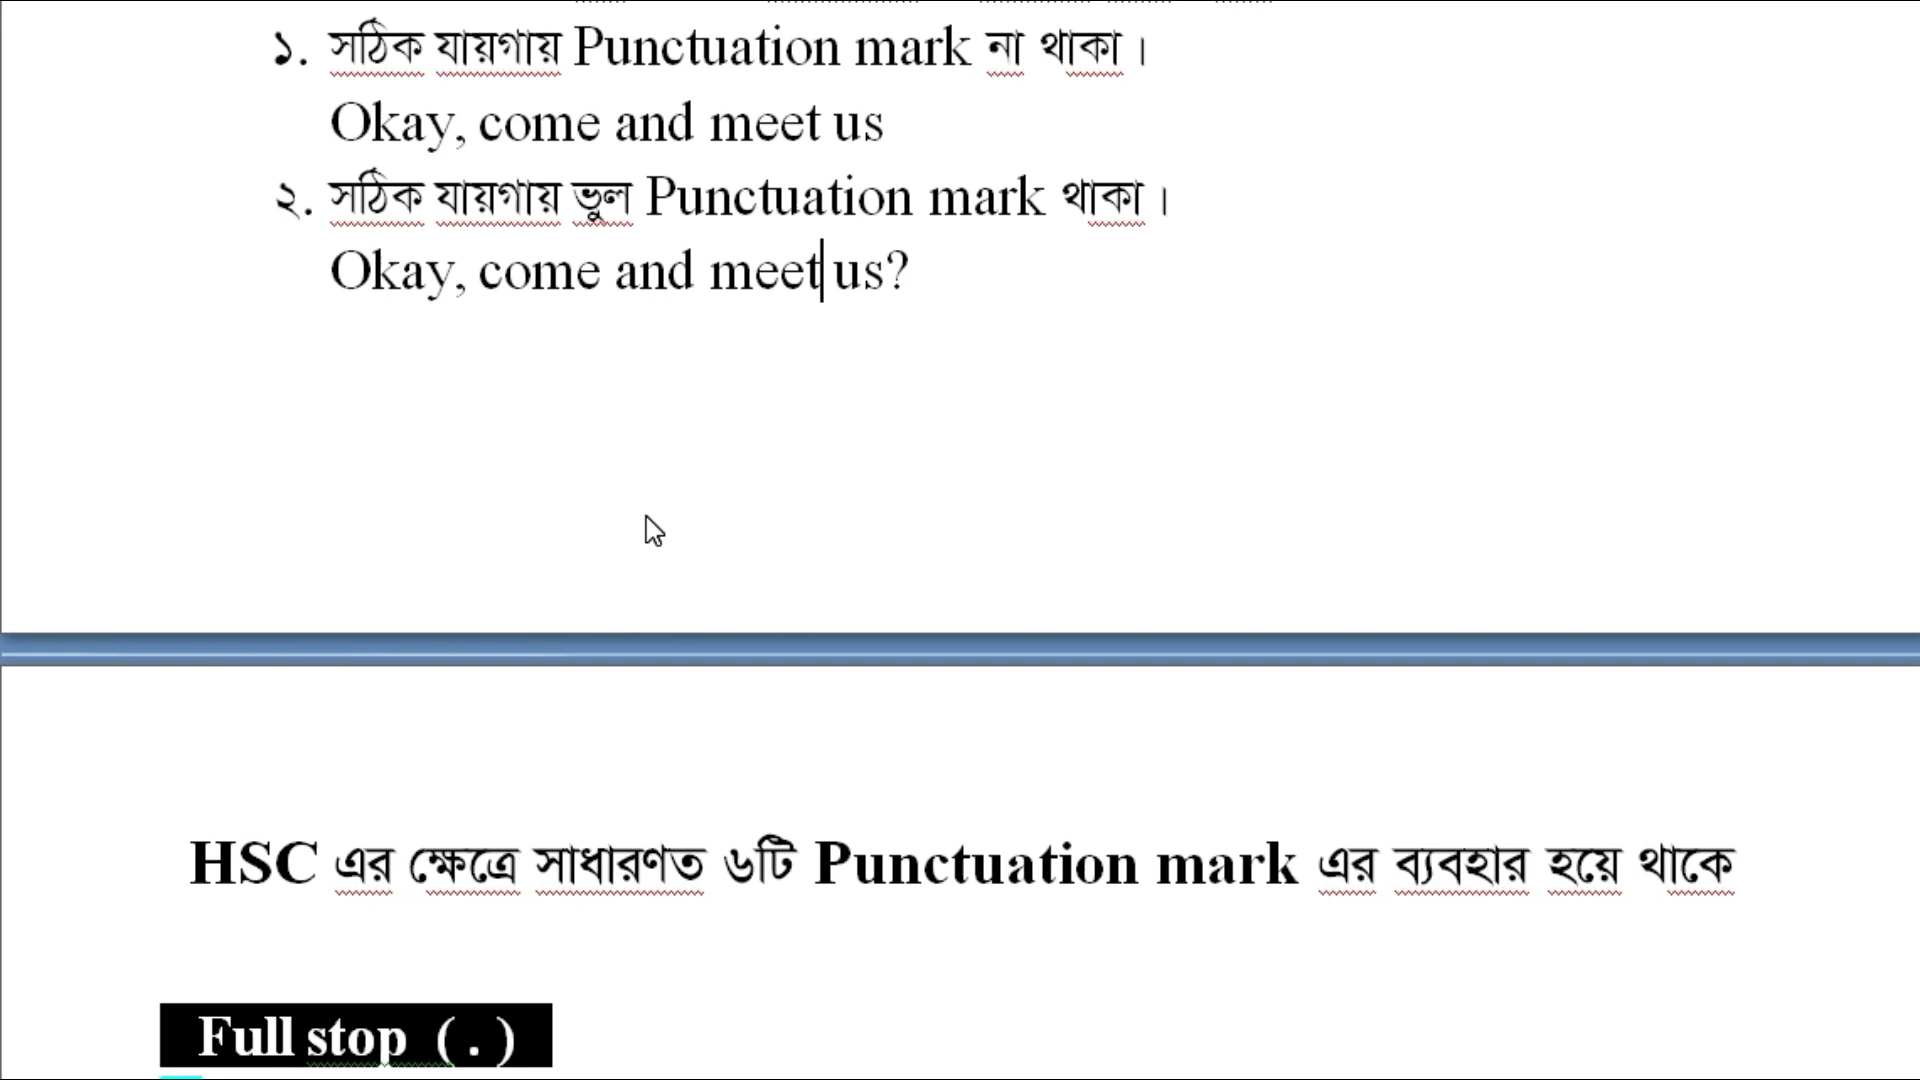 ১. সঠিক যায়গায় Punctuation mark না থাকা।
Okay, come and meet us
২. সঠিক যায়গায় ভুল Punctuation mark থাকা।
Okay, come and meet us?
HSC এর ক্ষেত্রে সাধারণত ৬টি Punctuation mark এর ব্যবহার হয়ে থাকে
Full stop ( . )